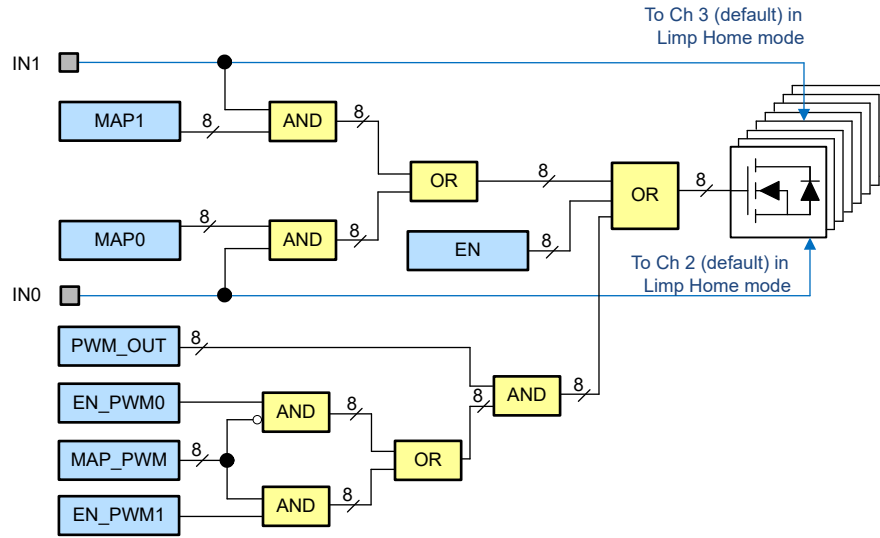 To Ch 3 (default) in
Limp Home mode
IN1
MAP1
8
AND
8
OR
8
OR
8
MAP0
8
AND
8
EN
8
To Ch 2 (default) in
Limp Home mode
IN0
PWM_OUT
8
AND
8
8
EN_PWM0
AND
8
MAP_PWM
8
OR
EN_PWM1
AND
8